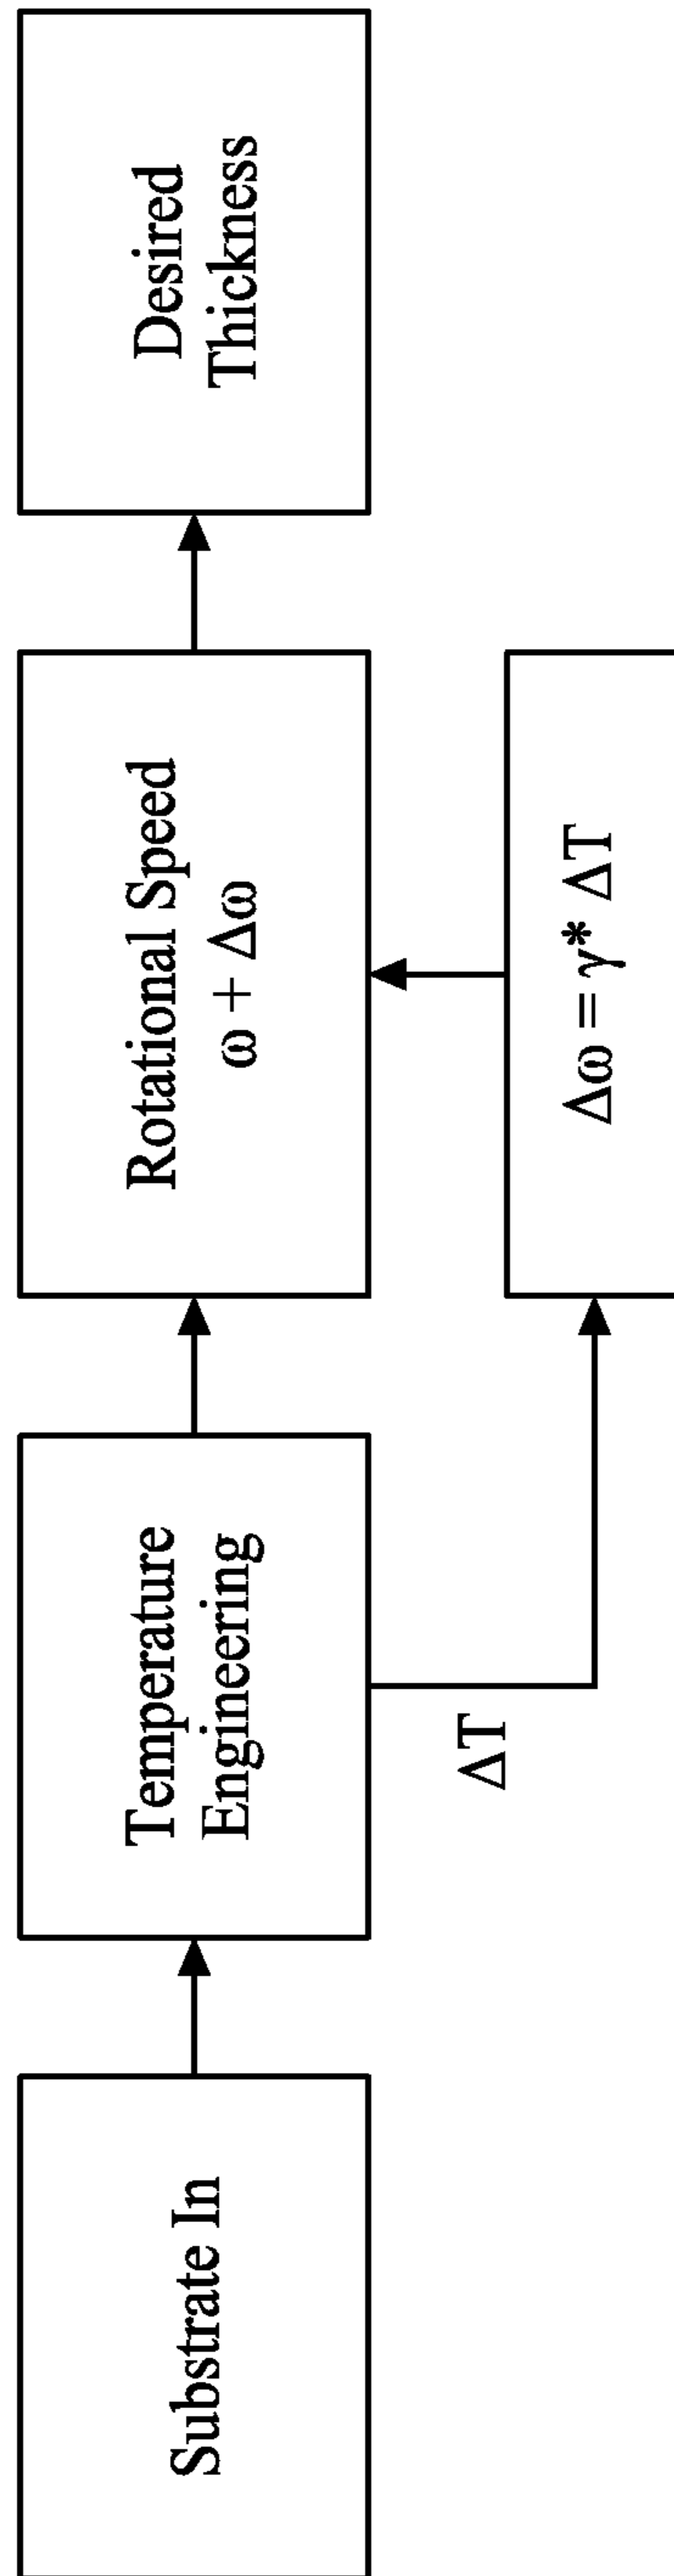 Substrate In
Temperature
Engineering
Rotational Speed
ω + Δω
Desired
Thickness
ΔT
Δω = γ* ΔT